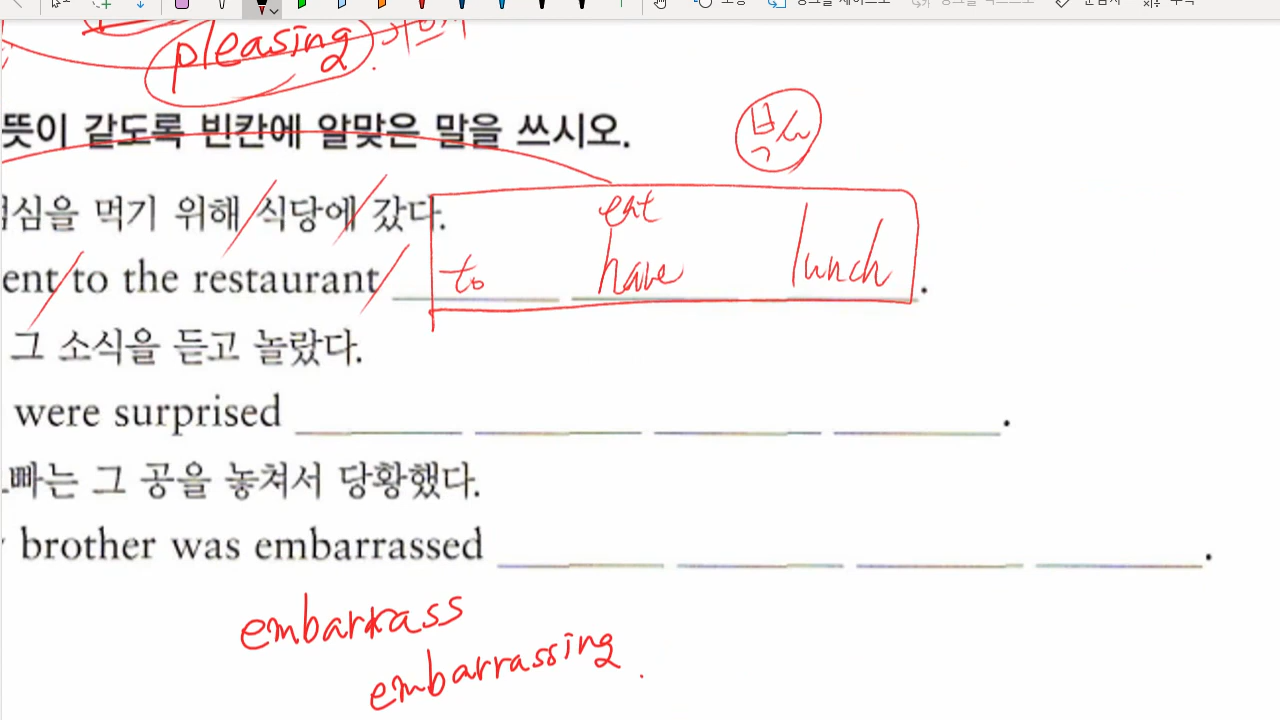 pleasing
뜻이 같도록 빈칸에 알맞은 말을 쓰시오.
점심을 먹기 위해 식당에 갔다.
eat
ent to the restaurant to have lunch.
그 소식을 듣고 놀랐다.
were surprised
빠는 그 공을 놓쳐서 당황했다.
brother was embarrassed
embarrass
embarrassing.